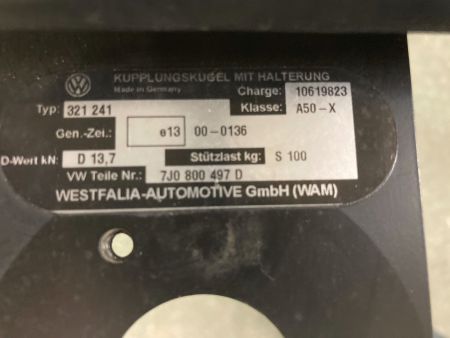 KUPPLUNGSKUGEL MIT HALTERUNG
Made in Germany
Charge: 10619823
Typ: 321 241 Klasse: A50-X
Gen.-Zei.: e13 00-0136
D-Wert kN: D 13,7 Stützlast kg: S 100
VW Teile Nr.: 7J0 800 497 D
WESTFALIA-AUTOMOTIVE GmbH (WAM)